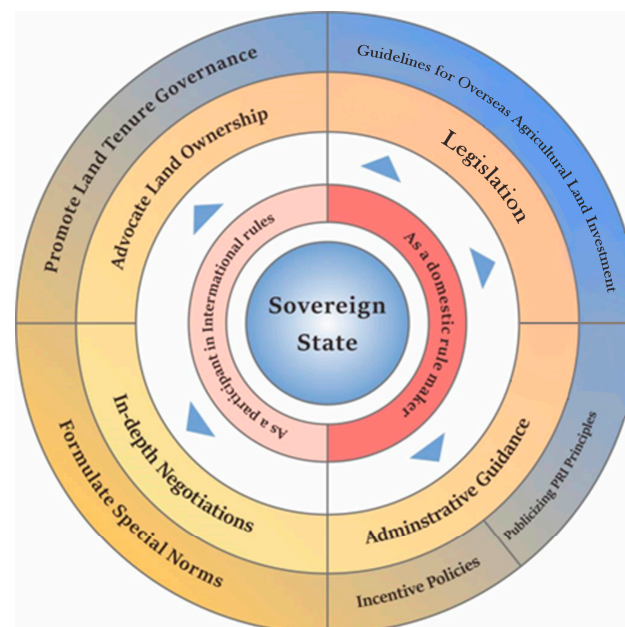 Promote Land Tenure Governance
Guidelines for Overseas Agricultural Land Investment
Advocate Land Ownership
Legislation
As a participant in International rules
As a domestic rule maker
Sovereign
State
In-depth Negotiations
Adminstrative Guidance
Formulate Special Norms
Incentive Policies
Publicizing PRI Principles